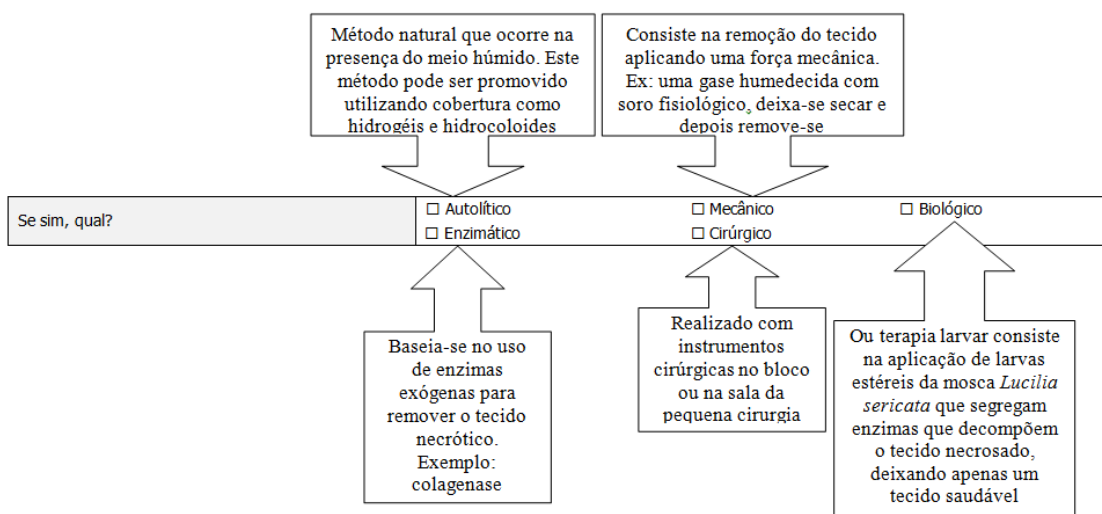 Método natural que ocorre na
presença do meio húmido. Este
método pode ser promovido
utilizando cobertura como
hidrogéis e hidrocoloides
Consiste na remoção do tecido
aplicando uma força mecânica.
Ex: uma gase humedecida com
soro fisiológico, deixa-se secar e
depois remove-se
Se sim, qual?
☐ Autolítico
☐ Enzimático
☐ Mecânico
☐ Cirúrgico
☐ Biológico
Baseia-se no uso
de enzimas
exógenas para
remover o tecido
necrótico.
Exemplo:
colagenase
Realizado com
instrumentos
cirúrgicas no bloco
ou na sala da
pequena cirurgia
Ou terapia larvar consiste
na aplicação de larvas
estéreis da mosca Lucilia
sericata que segregam
enzimas que decompõem
o tecido necrosado,
deixando apenas um
tecido saudável